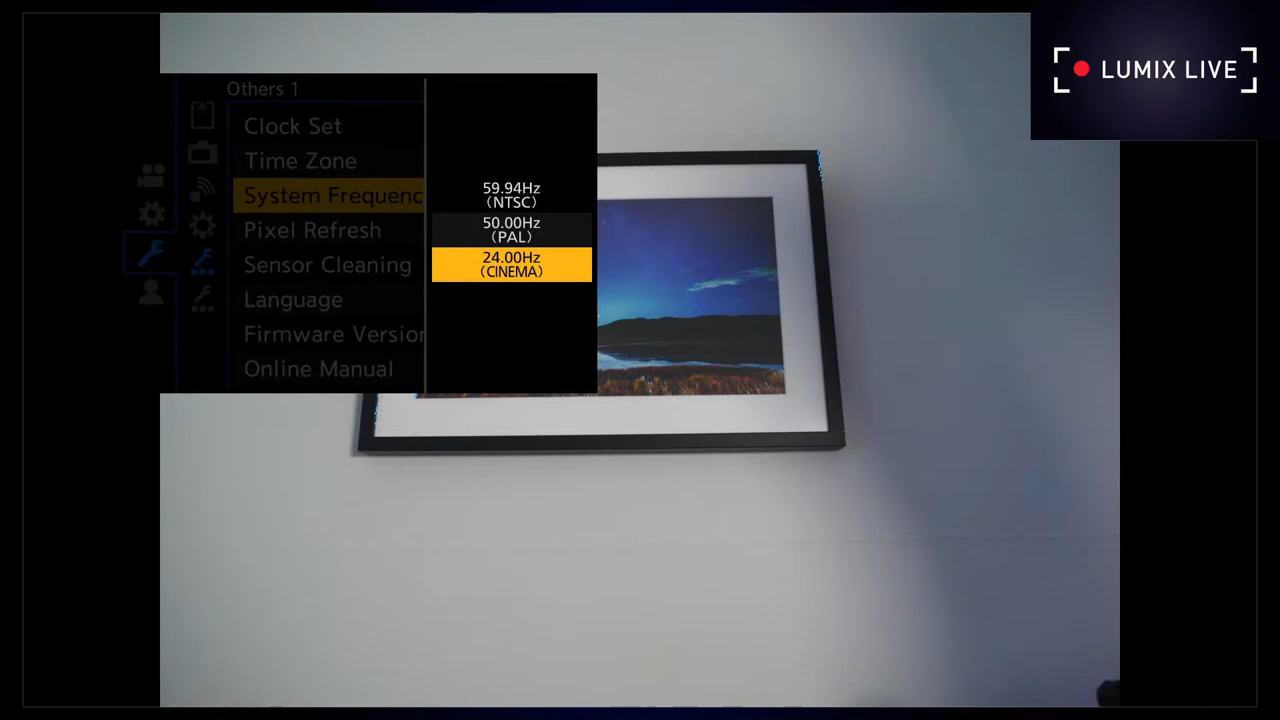 LUMIX LIVE
Others 1
Clock Set
Time Zone
System Frequenc
Pixel Refresh
Sensor Cleaning
Language
Firmware Version
Online Manual
59.94Hz
(NTSC)
50.00Hz
(PAL)
24.00Hz
(CINEMA)